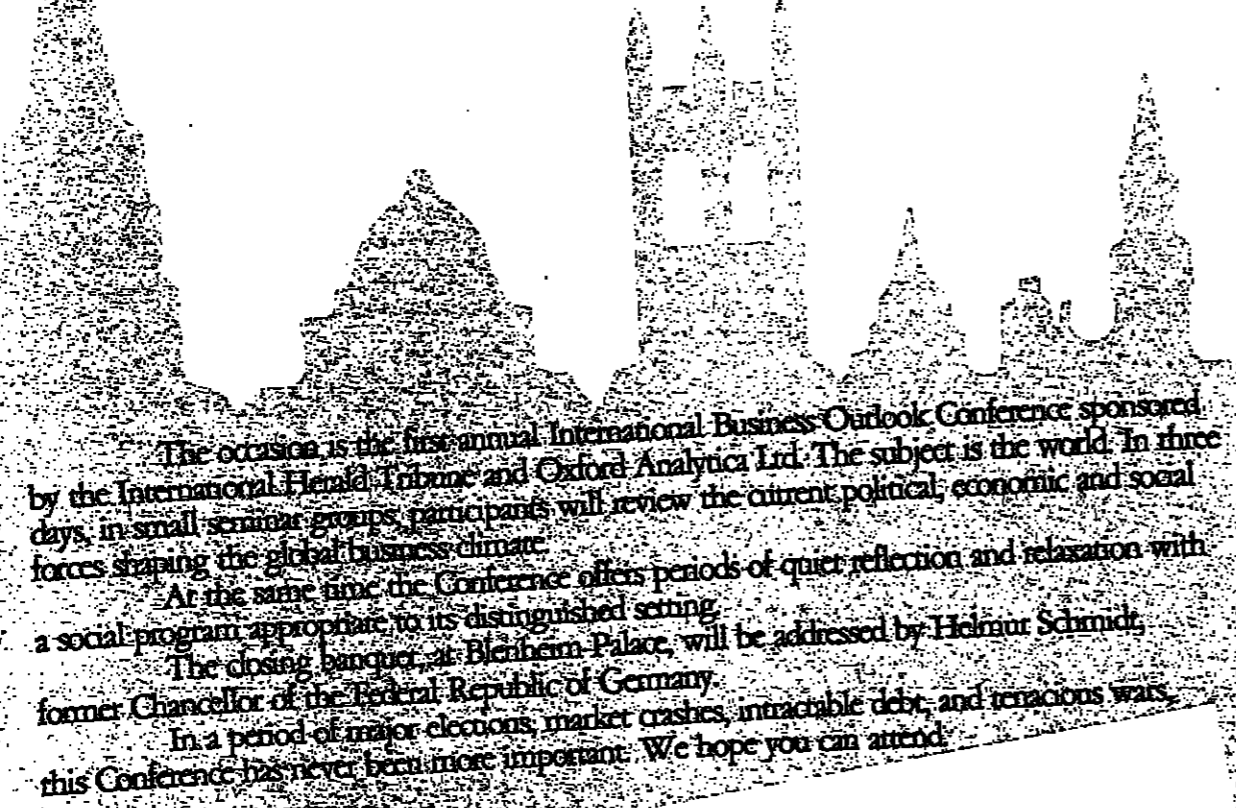 The occasion is the first annual International Business Outlook Conference sponsored
by the International Herald Tribune and Oxford Analytica Ltd. The subject is the world. In three
days, in small seminar groups, participants will review the current political, economic and social
forces shaping the global business climate.
At the same time the Conference offers periods of quiet reflection and relaxation with
a social program appropriate to its distinguished setting.
The closing banquet, at Blenheim Palace, will be addressed by Helmut Schmidt,
former Chancellor of the Federal Republic of Germany.
In a period of major elections, market crashes, intractable debt, and tenacious wars,
this Conference has never been more important. We hope you can attend.